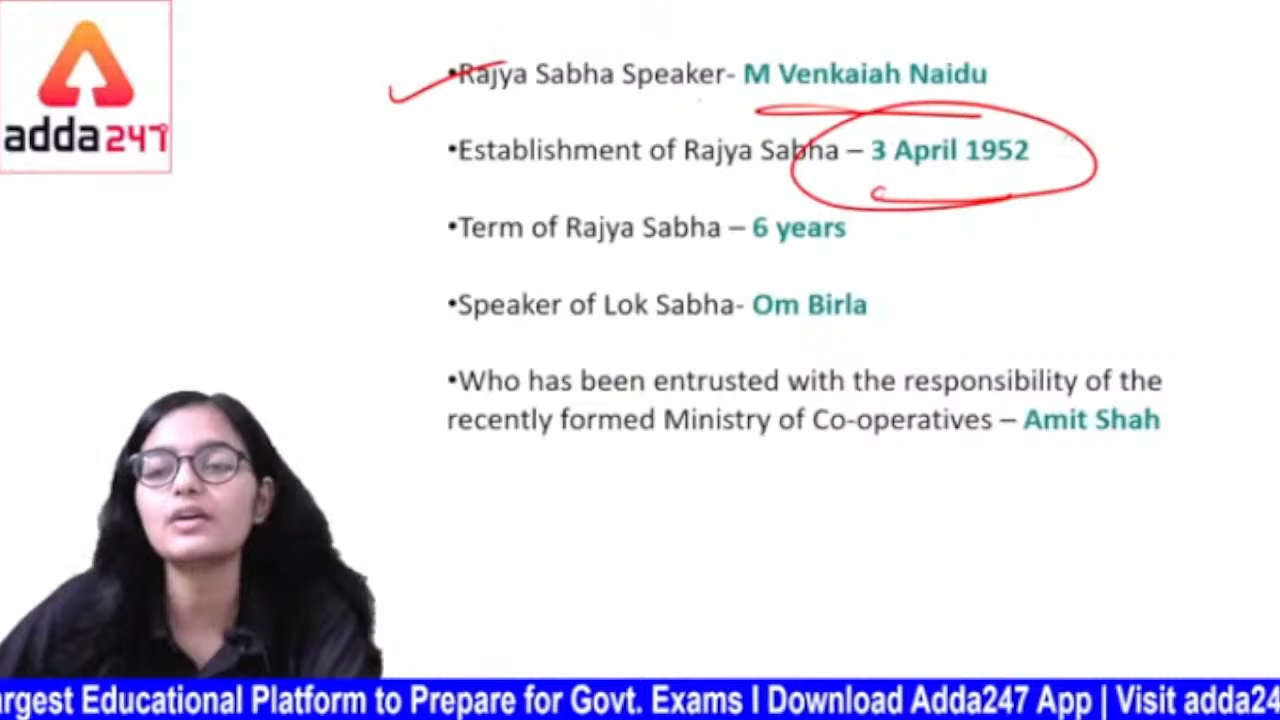 adda247
•Rajya Sabha Speaker- M Venkaiah Naidu
•Establishment of Rajya Sabha – 3 April 1952
•Term of Rajya Sabha – 6 years
•Speaker of Lok Sabha- Om Birla
•Who has been entrusted with the responsibility of the
recently formed Ministry of Co-operatives – Amit Shah
argest Educational Platform to Prepare for Govt. Exams I Download Adda247 App | Visit adda24